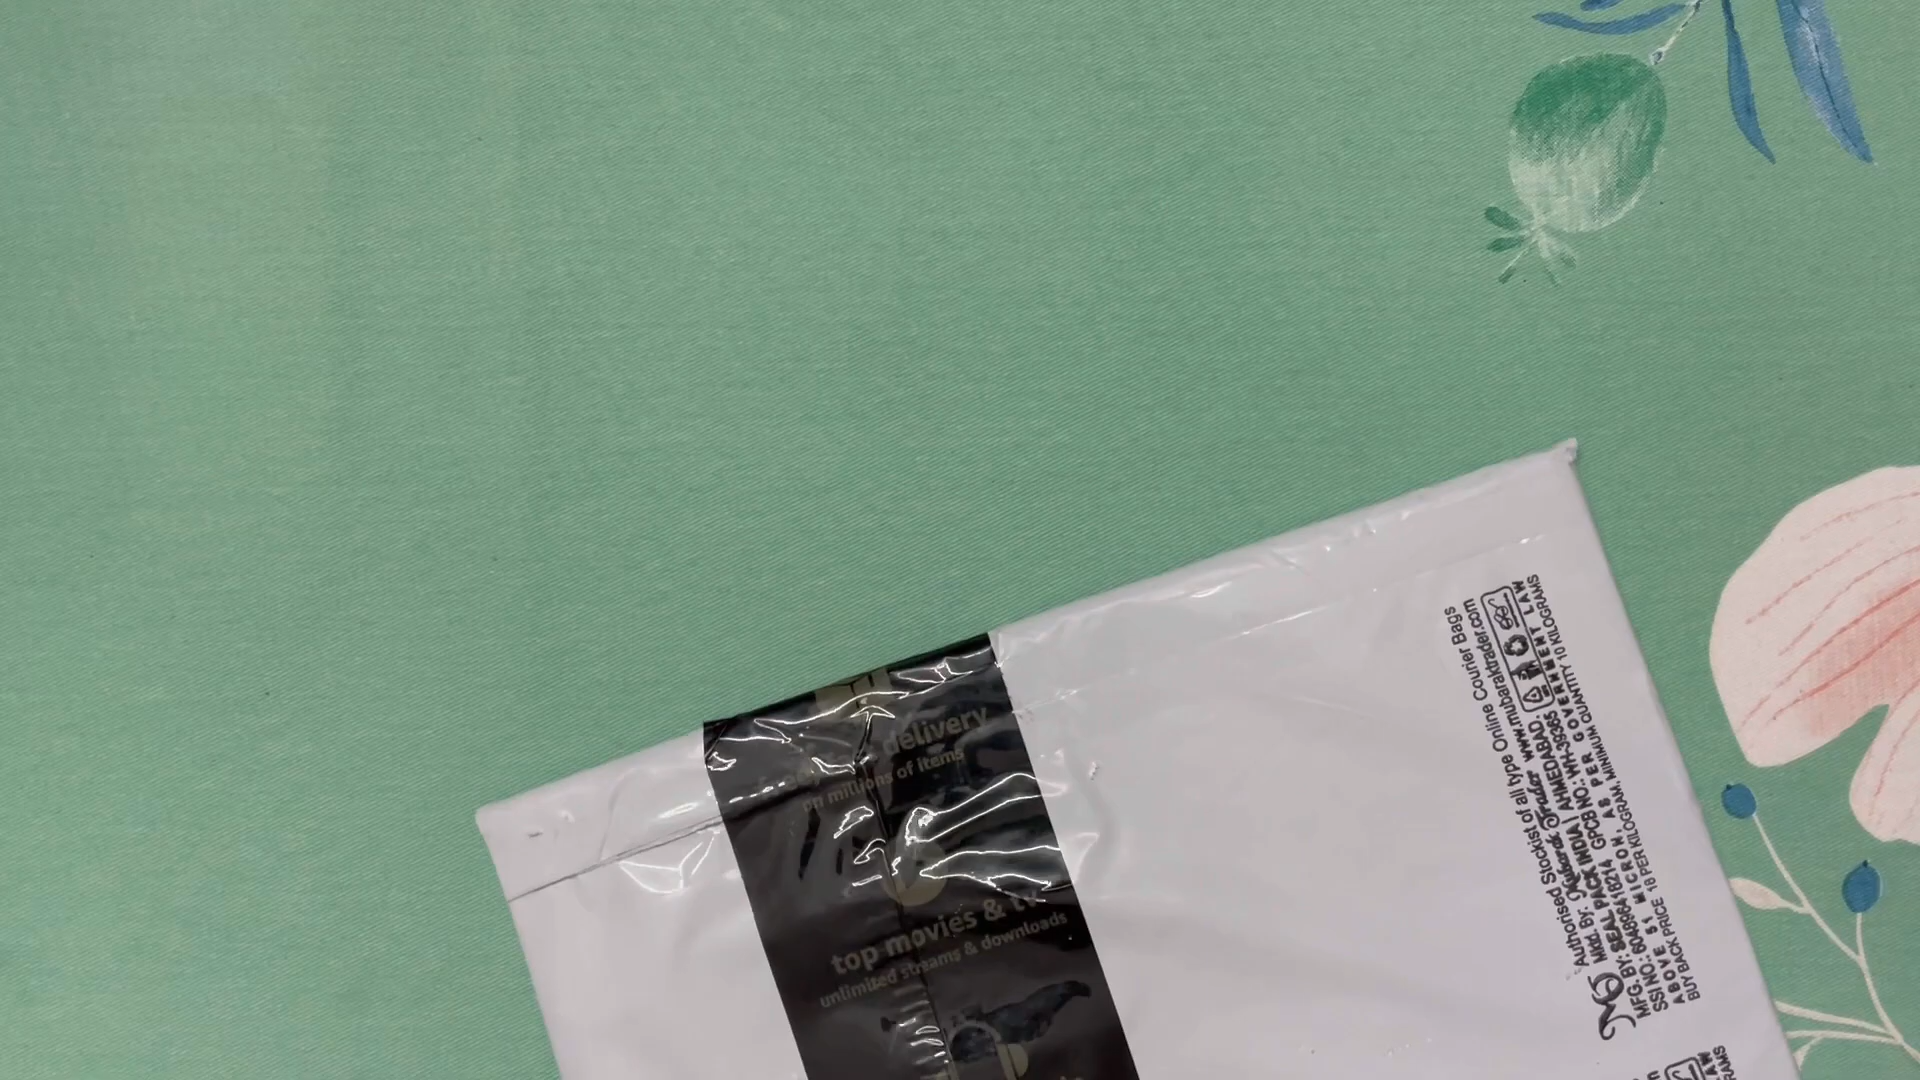 delivery
on millions of items
top movies & tv
unlimited streams & downloads
Authorised Stockist of all type Online Courier Bags
Mktd. By: Mubarak Trader www.mubaraktrader.com
MFG. BY: SEAL PACK INDIA | AHMEDABAD.
SSI NO.: GPCB NO.: WH-39365
ABOVE 51 MICRON, AS PER GOVERNMENT LAW
BUY BACK PRICE 18 PER KILOGRAM, MINIMUM QUANTITY 10 KILOGRAMS